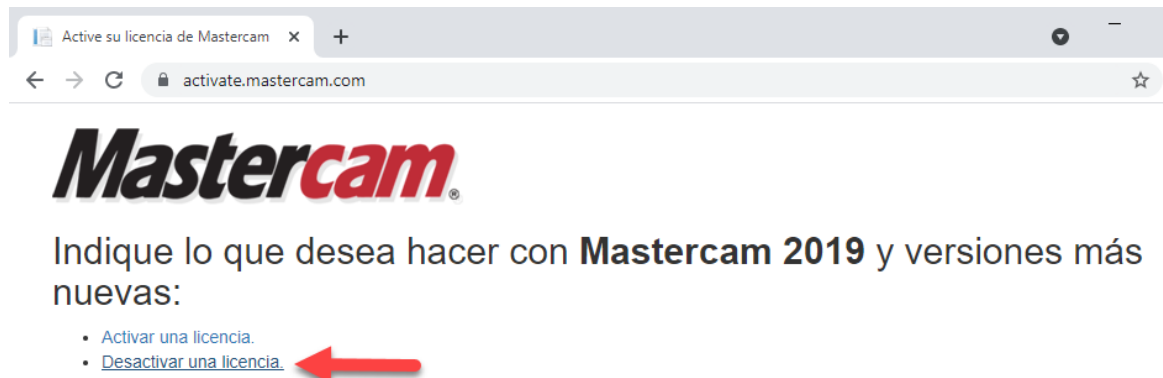 Active su licencia de Mastercam
activate.mastercam.com
Mastercam®
Indique lo que desea hacer con Mastercam 2019 y versiones más
nuevas:
• Activar una licencia.
• Desactivar una licencia.